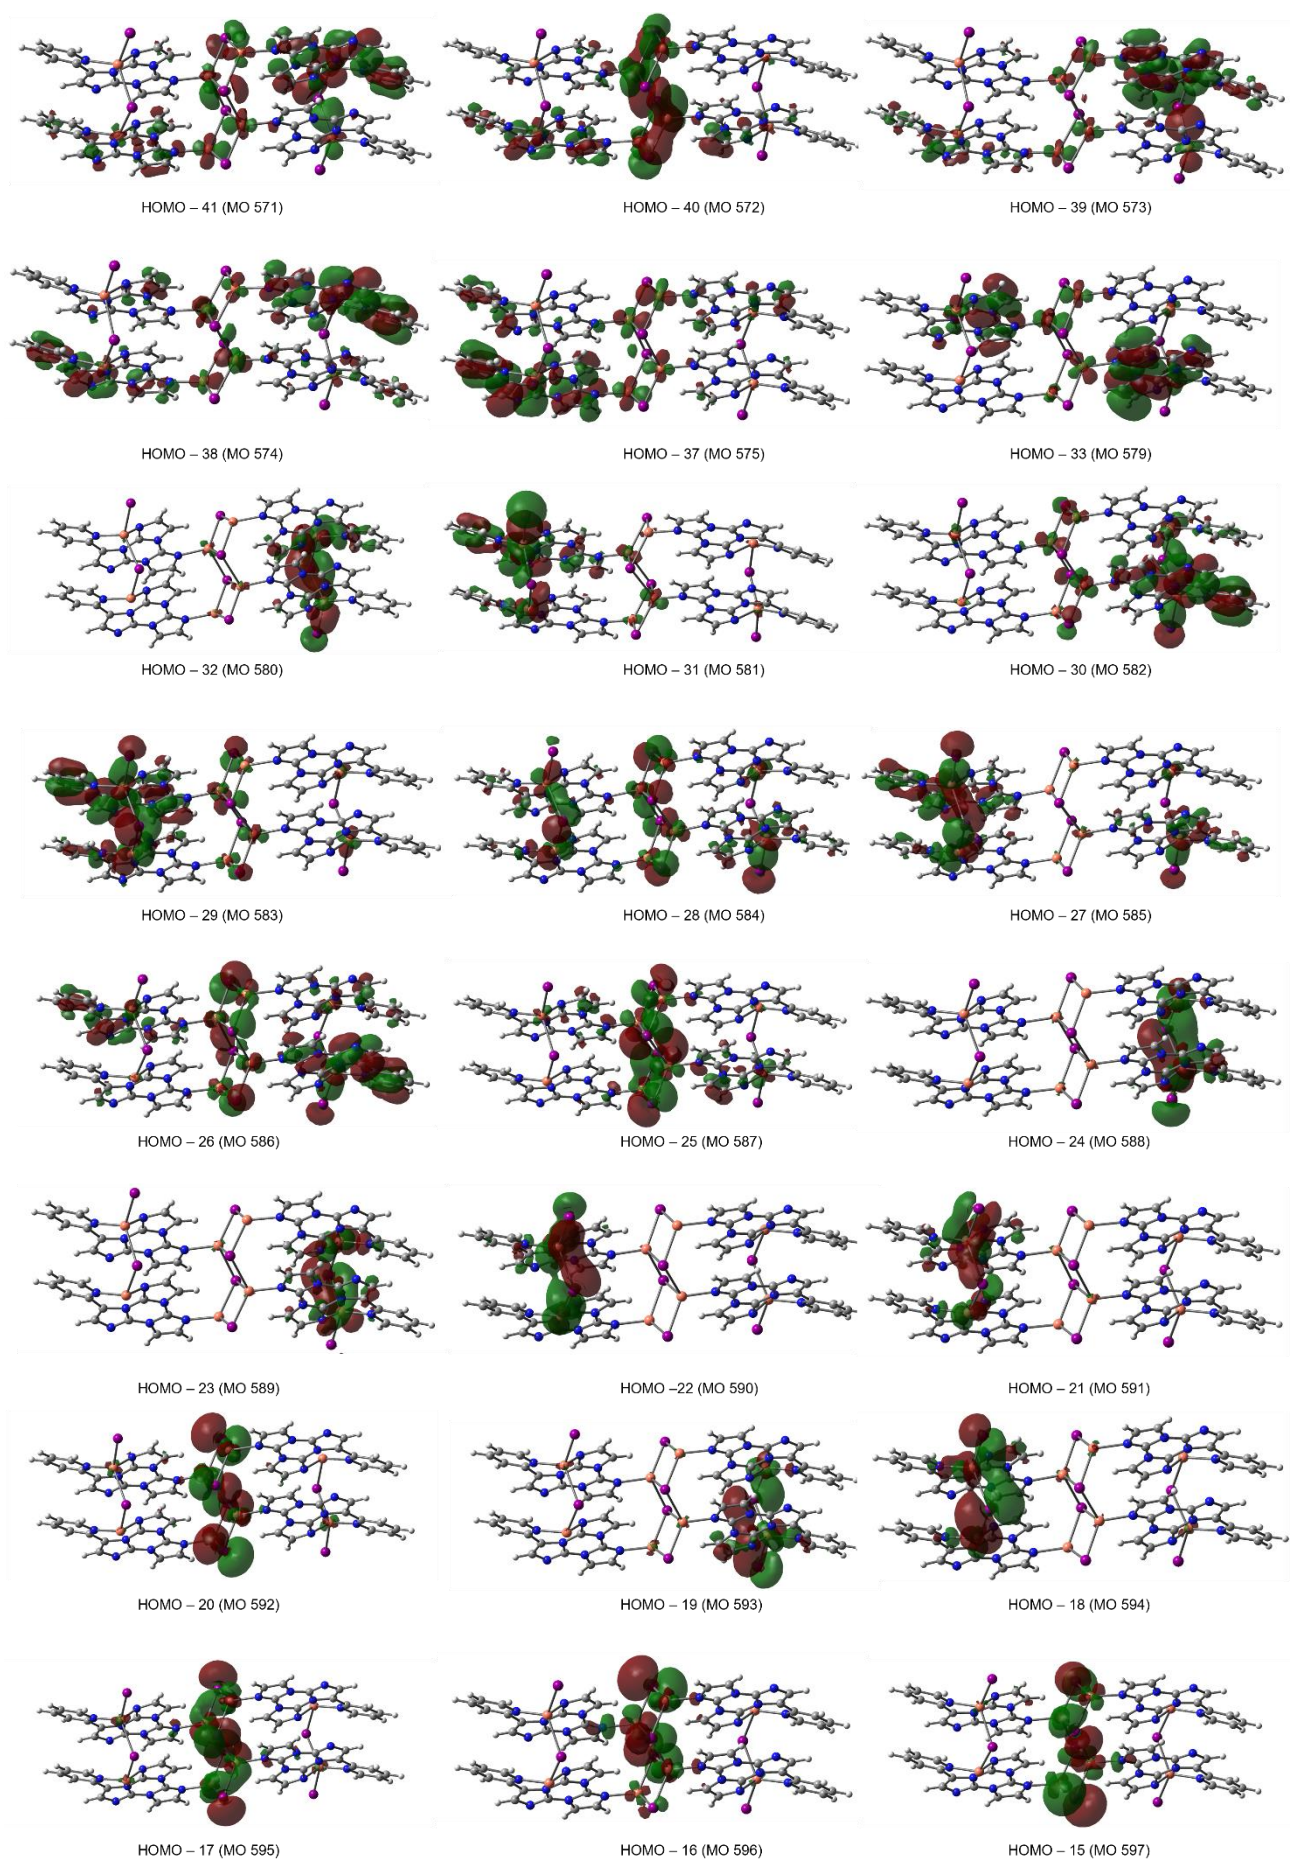 HOMO – 41 (MO 571)
HOMO – 40 (MO 572)
HOMO – 39 (MO 573)
HOMO – 38 (MO 574)
HOMO – 37 (MO 575)
HOMO – 33 (MO 579)
HOMO – 32 (MO 580)
HOMO – 31 (MO 581)
HOMO – 30 (MO 582)
HOMO – 29 (MO 583)
HOMO – 28 (MO 584)
HOMO – 27 (MO 585)
HOMO – 26 (MO 586)
HOMO – 25 (MO 587)
HOMO – 24 (MO 588)
HOMO – 23 (MO 589)
HOMO –22 (MO 590)
HOMO – 21 (MO 591)
HOMO – 20 (MO 592)
HOMO – 19 (MO 593)
HOMO – 18 (MO 594)
HOMO – 17 (MO 595)
HOMO – 16 (MO 596)
HOMO – 15 (MO 597)